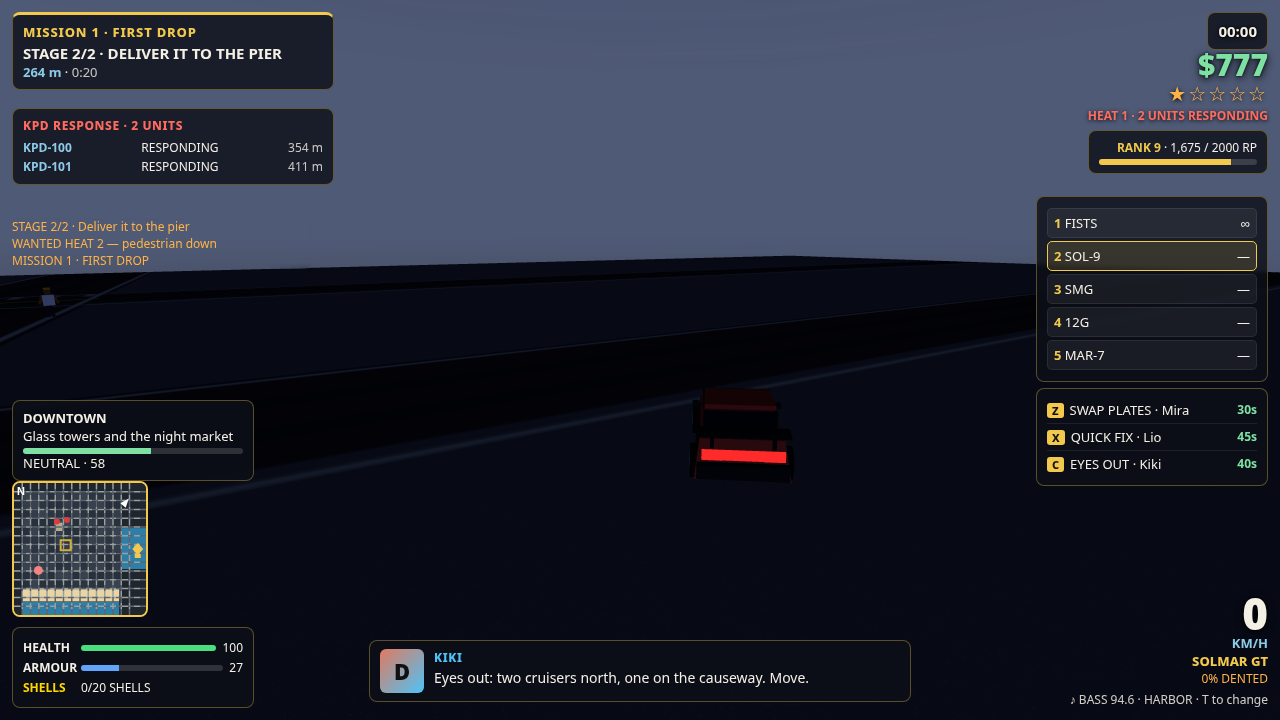 MISSION 1 · FIRST DROP
STAGE 2/2 · DELIVER IT TO THE PIER
264 m · 0:20
KPD RESPONSE · 2 UNITS
KPD-100 RESPONDING 354 m
KPD-101 RESPONDING 411 m
STAGE 2/2 · Deliver it to the pier
WANTED HEAT 2 — pedestrian down
MISSION 1 · FIRST DROP
00:00
$777
★☆☆☆☆
HEAT 1 · 2 UNITS RESPONDING
RANK 9 · 1,675 / 2000 RP
1 FISTS ∞
2 SOL-9 —
3 SMG —
4 12G —
5 MAR-7 —
Z SWAP PLATES · Mira 30s
X QUICK FIX · Lio 45s
C EYES OUT · Kiki 40s
DOWNTOWN
Glass towers and the night market
NEUTRAL · 58
N
HEALTH 100
ARMOUR 27
SHELLS 0/20 SHELLS
D
KIKI
Eyes out: two cruisers north, one on the causeway. Move.
0
KM/H
SOLMAR GT
0% DENTED
♪ BASS 94.6 · HARBOR · T to change